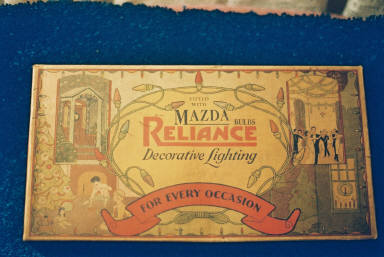 FITTED
WITH
MAZDA BULBS
RELIANCE
Decorative Lighting
FOR EVERY OCCASION